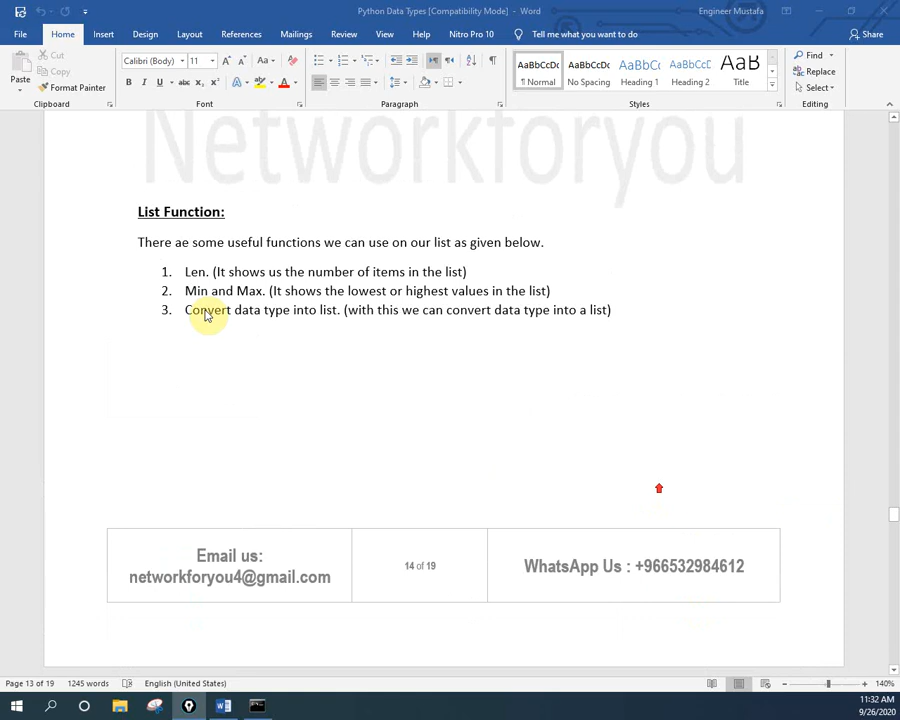 Python Data Types [Compatibility Mode] - Word
Engineer Mustafa
File Home Insert Design Layout References Mailings Review View Help Nitro Pro 10 Tell me what you want to do Share
Paste
Cut
Copy
Format Painter
Calibri (Body) 11
AaBbCcDc AaBbCcDc AaBbC( AaBbCcD AaB
¶ Normal No Spacing Heading 1 Heading 2 Title
Find
Replace
Select
Clipboard Font Paragraph Styles Editing
Networkforyou
List Function:
There ae some useful functions we can use on our list as given below.
1. Len. (It shows us the number of items in the list)
2. Min and Max. (It shows the lowest or highest values in the list)
3. Convert data type into list. (with this we can convert data type into a list)
Email us:
networkforyou4@gmail.com
14 of 19
WhatsApp Us : +966532984612
Page 13 of 19 1245 words English (United States) 140%
11:32 AM
9/26/2020